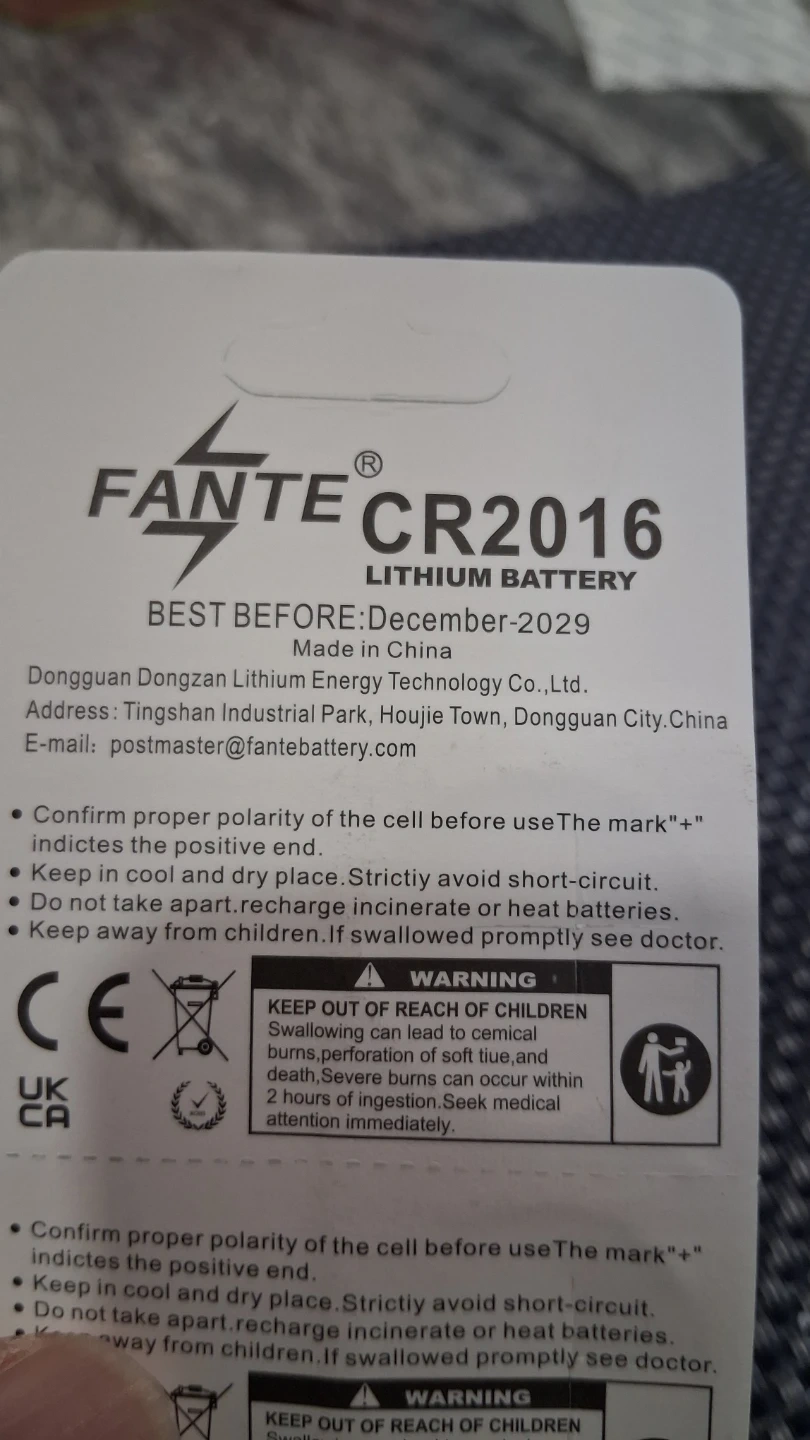 FANTE®
CR2016
LITHIUM BATTERY
BEST BEFORE:December-2029
Made in China
Dongguan Dongzan Lithium Energy Technology Co.,Ltd.
Address: Tingshan Industrial Park, Houjie Town, Dongguan City.China
E-mail: postmaster@fantebattery.com
• Confirm proper polarity of the cell before useThe mark"+"
indictes the positive end.
• Keep in cool and dry place.Strictiy avoid short-circuit.
• Do not take apart.recharge incinerate or heat batteries.
• Keep away from children.If swallowed promptly see doctor.
CE
UK
CA
WARNING
KEEP OUT OF REACH OF CHILDREN
Swallowing can lead to cemical
burns,perforation of soft tiue,and
death,Severe burns can occur within
2 hours of ingestion.Seek medical
attention immediately.
• Confirm proper polarity of the cell before useThe mark"+"
indictes the positive end.
• Keep in cool and dry place.Strictiy avoid short-circuit.
• Do not take apart.recharge incinerate or heat batteries.
away from children.If swallowed promptly see doctor.
WARNING
KEEP OUT OF REACH OF CHILDREN